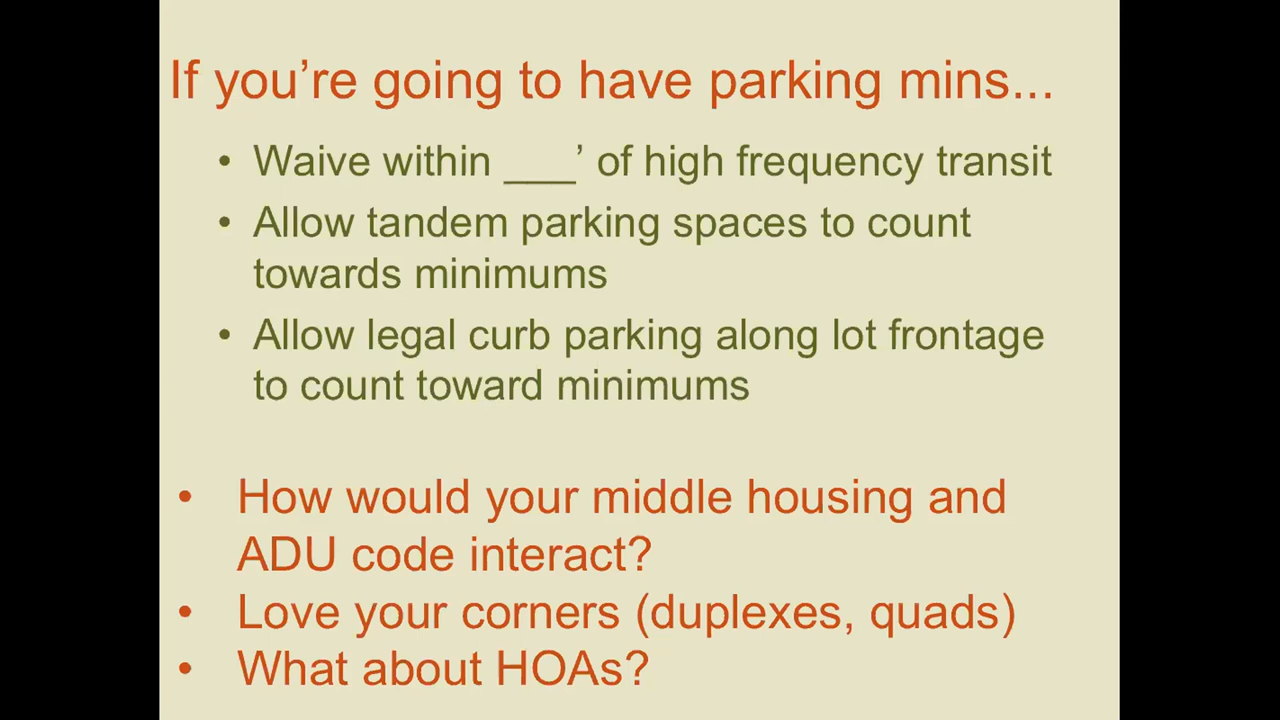 If you’re going to have parking mins...
• Waive within ___’ of high frequency transit
• Allow tandem parking spaces to count
towards minimums
• Allow legal curb parking along lot frontage
to count toward minimums
• How would your middle housing and
ADU code interact?
• Love your corners (duplexes, quads)
• What about HOAs?